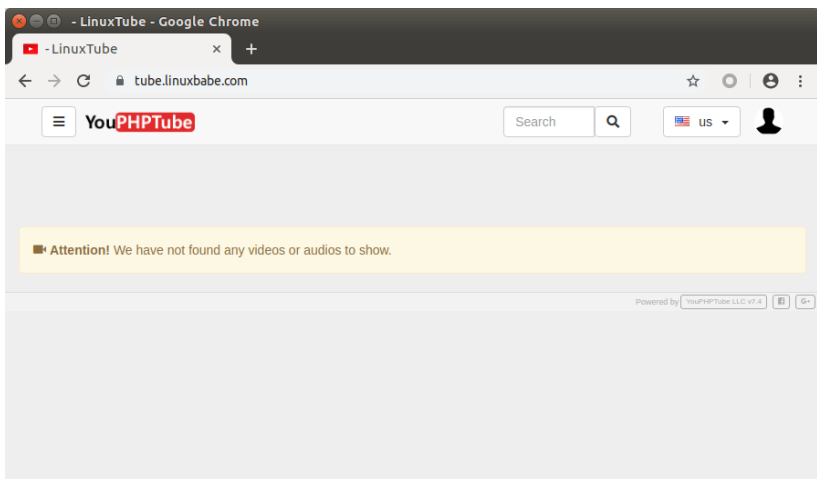 - LinuxTube - Google Chrome
- LinuxTube
tube.linuxbabe.com
YouPHPTube
Search
us
Attention! We have not found any videos or audios to show.
Powered by YouPHPTube LLC v7.4
G+